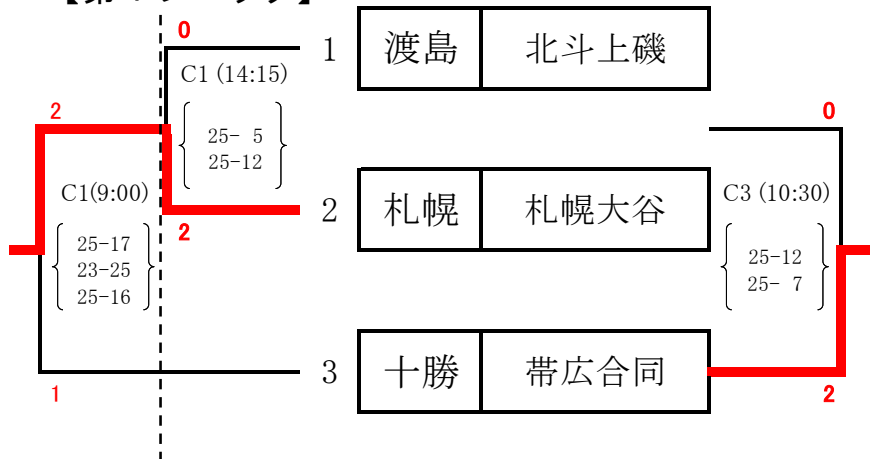 0
1 渡島 北斗上磯
C1 (14:15)
2
0
25- 5
25-12
C1(9:00)
2 札幌 札幌大谷
C3 (10:30)
2
25-17
23-25
25-16
25-12
25- 7
3 十勝 帯広合同
1
2